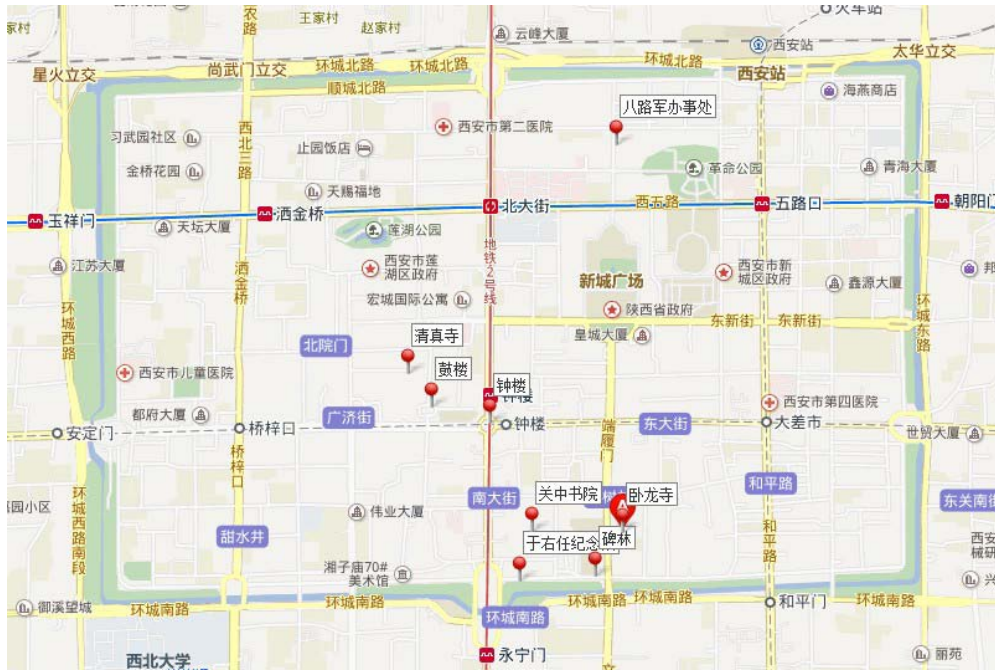 家村
农
路
王家村
赵家村
云峰大厦
火车站
西安站
太华立交
星火立交
尚武门立交
环城北路
环城北路
环城北路
顺城北路
西安站
海燕商店
八路军办事处
西安市第二医院
习武园社区
西北三路
止园饭店
金桥花园
革命公园
青海大厦
天赐福地
玉祥门
洒金桥
北大街
西五路
五路口
朝阳门
天坛大厦
莲湖公园
江苏大厦
西安市莲
湖区政府
地铁2号线
新城广场
西安市新
城区政府
邦
鑫源大厦
洒金桥
宏城国际公寓
陕西省政府
环城西路
环城东路
东新街
东新街
皇城大厦
清真寺
北院门
鼓楼
西安市儿童医院
钟楼
都府大厦
广济街
西安市第四医院
安定门
桥梓口
钟楼
端履门
东大街
大差市
世贸大厦
桥梓口
和平路
南大街
关中书院
卧龙寺
树
东关南街
嘉园小区
伟业大厦
甜水井
于右任纪念
碑林
和平路
西安
械研
环城西路南段
湘子庙70#
美术馆
兴
御溪望城
环城南路
环城南路
环城南路
环城南路
环城南路
和平门
西北大学
永宁门
立
丽苑